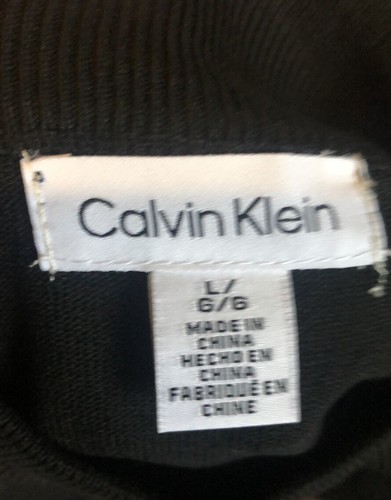 Calvin Klein
L/
G/G
MADE IN
CHINA
HECHO EN
CHINA
FABRIQUÉ EN
CHINE